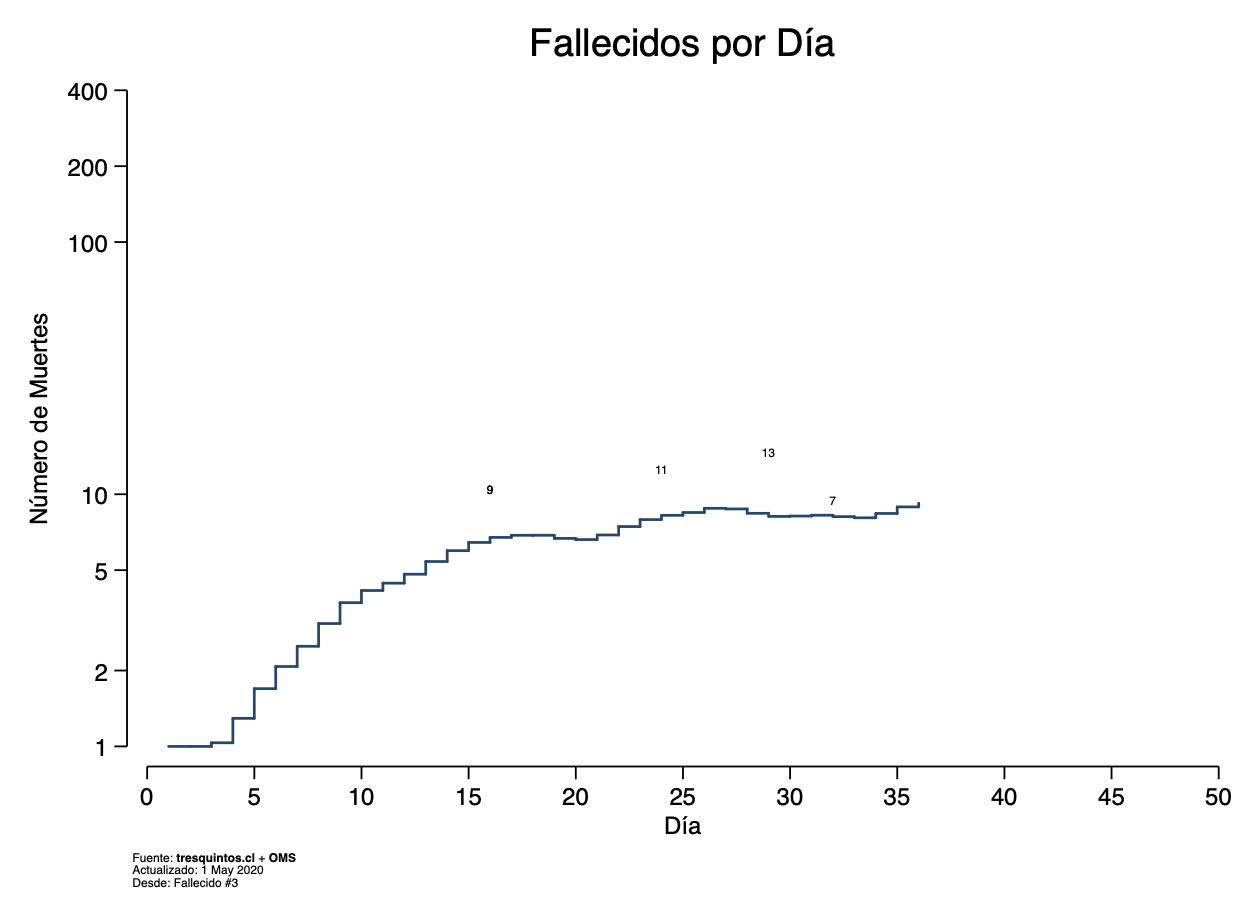 Fallecidos por Día
400
200
100
10
5
2
1
Número de Muertes
9
11
13
7
0 5 10 15 20 25 30 35 40 45 50
Día
Fuente: tresquintos.cl + OMS
Actualizado: 1 May 2020
Desde: Fallecido #3